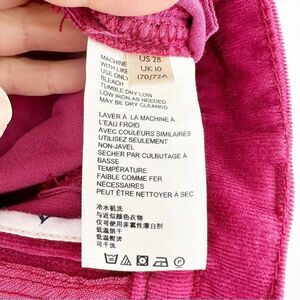 US 28
UK 10
170/72A
MACHINE
WITH LIKE
USE ONLY
BLEACH
TUMBLE DRY LOW
LOW IRON AS NEEDED
MAY BE DRY CLEANED
LAVER À LA MACHINE À
L'EAU FROID
AVEC COULEURS SIMILAIRES
UTILISEZ SEULEMENT
NON-JAVEL
SECHER PAR CULBUTAGE À
BASSE
TEMPÉRATURE
FAIBLE COMME FER
NÉCESSAIRES
PEUT ÊTRE NETTOYER À SEC
冷水机洗
与近似颜色衣物
仅可使用非氯性漂白剂
低温烘干
低温熨烫
可干洗